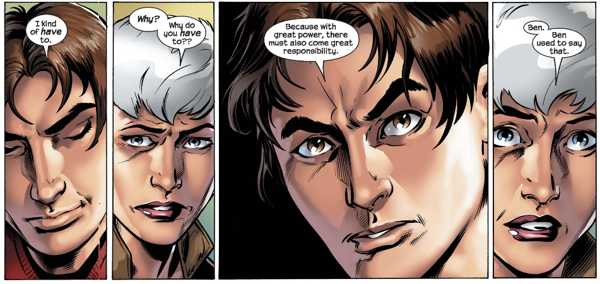 I kind
of have
to.
Why?
Why do
you have
to??
Because with
great power, there
must also come great
responsibility.
Ben.
Ben
used to say
that.